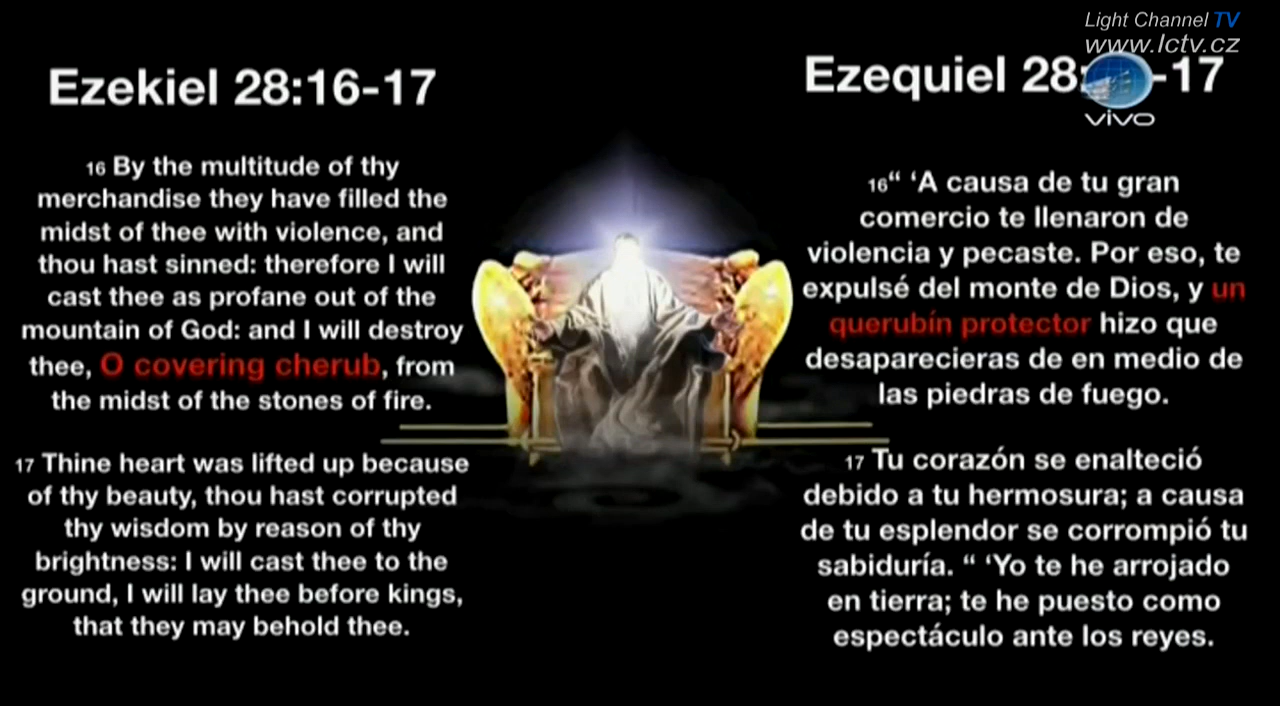 Light Channel TV
www.lctv.cz
vivo
Ezekiel 28:16-17
16 By the multitude of thy
merchandise they have filled the
midst of thee with violence, and
thou hast sinned: therefore I will
cast thee as profane out of the
mountain of God: and I will destroy
thee, O covering cherub, from
the midst of the stones of fire.
17 Thine heart was lifted up because
of thy beauty, thou hast corrupted
thy wisdom by reason of thy
brightness: I will cast thee to the
ground, I will lay thee before kings,
that they may behold thee.
Ezequiel 28: -17
16“ ‘A causa de tu gran
comercio te llenaron de
violencia y pecaste. Por eso, te
expulsé del monte de Dios, y un
querubín protector hizo que
desaparecieras de en medio de
las piedras de fuego.
17 Tu corazón se enalteció
debido a tu hermosura; a causa
de tu esplendor se corrompió tu
sabiduría. “ ‘Yo te he arrojado
en tierra; te he puesto como
espectáculo ante los reyes.